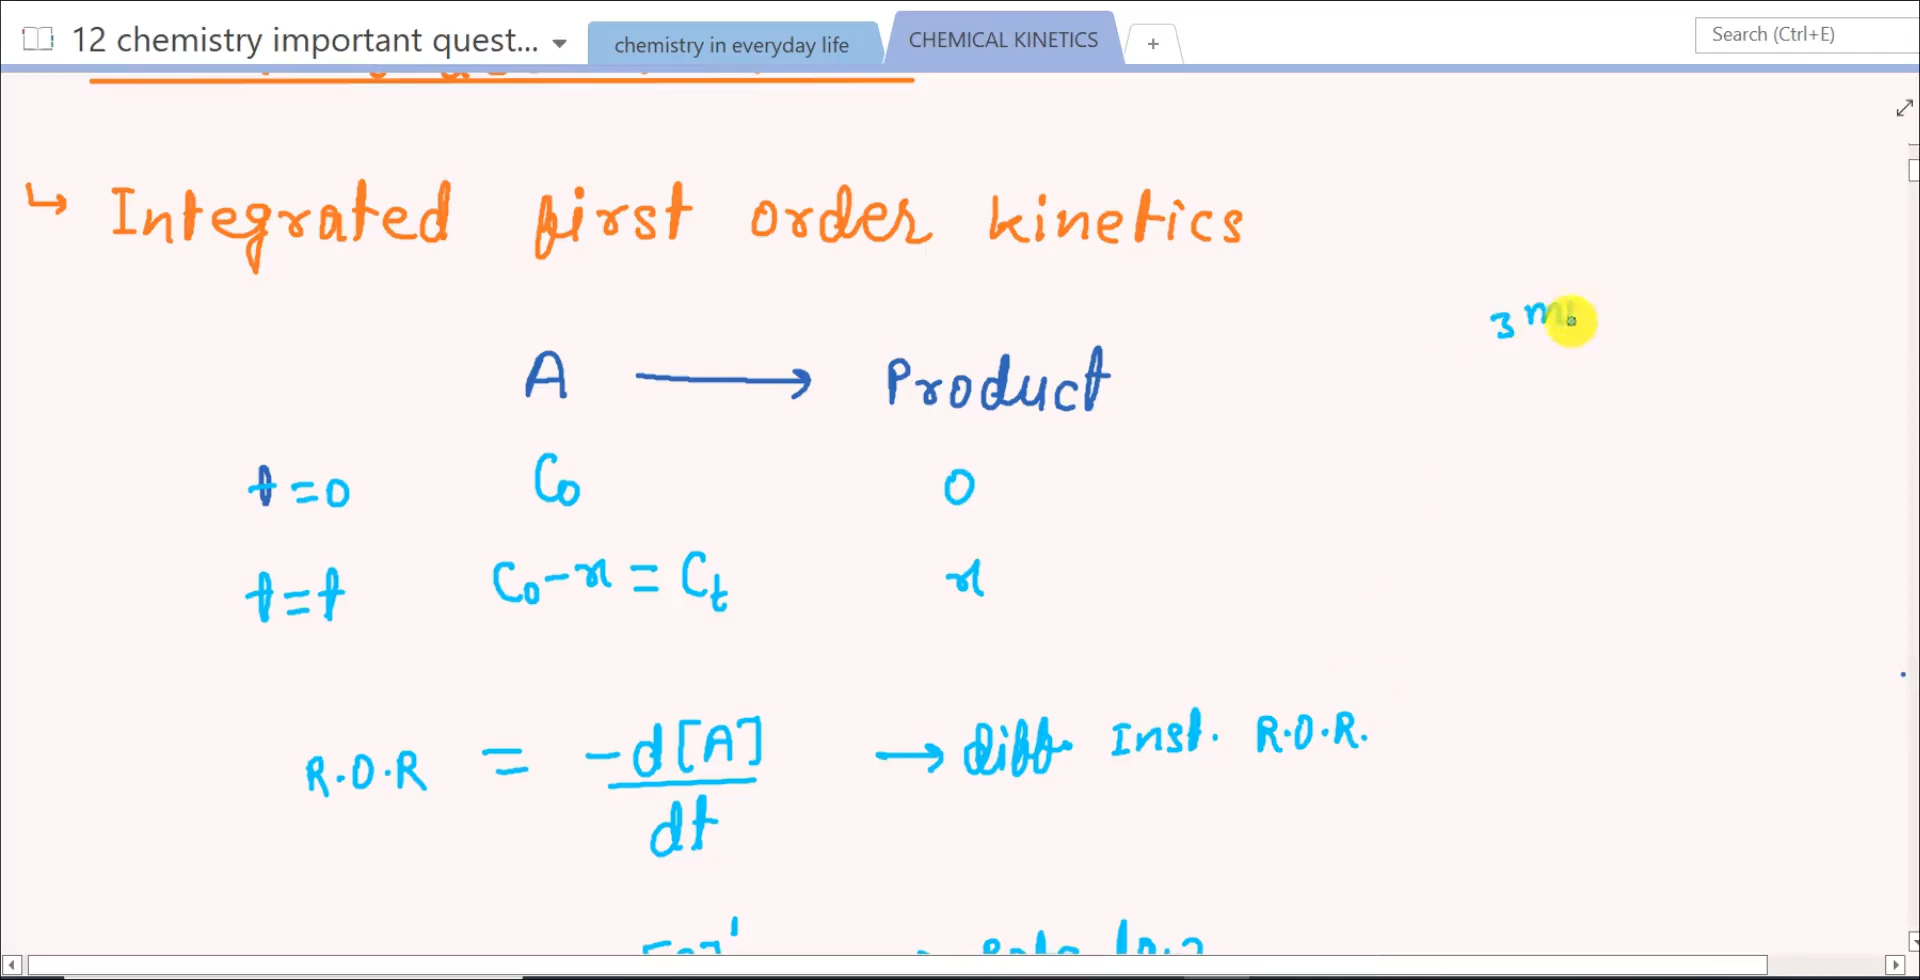 12 chemistry important quest...
chemistry in everyday life
CHEMICAL KINETICS
+
Search (Ctrl+E)
↳ Integrated first order kinetics
3 m
A ⟶ Product
t=0 C₀ 0
t=t C₀-x = Cₜ x
R.O.R = -d[A]/dt → diff. Inst. R.O.R.